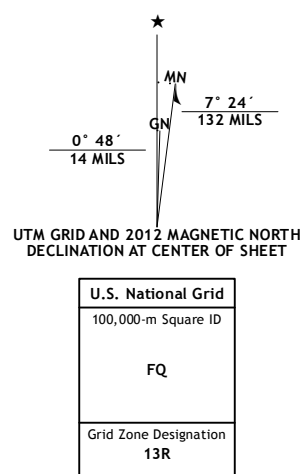 ★
MN
7° 24´
132 MILS
GN
0° 48´
14 MILS
UTM GRID AND 2012 MAGNETIC NORTH
DECLINATION AT CENTER OF SHEET
U.S. National Grid
100,000-m Square ID
FQ
Grid Zone Designation
13R